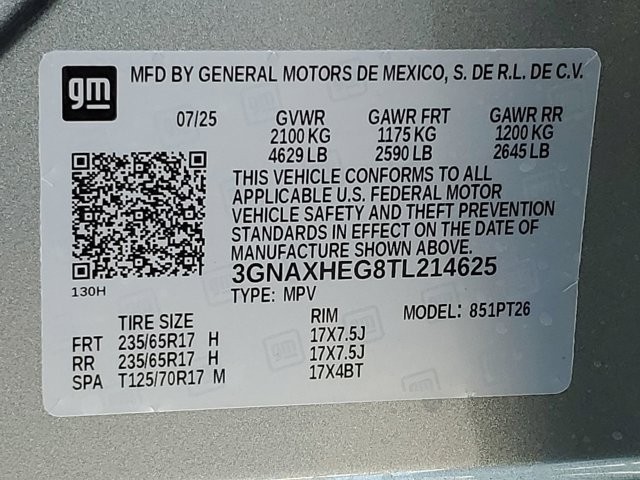 gm
MFD BY GENERAL MOTORS DE MEXICO, S. DE R.L. DE C.V.
07/25 GVWR GAWR FRT GAWR RR
2100 KG 1175 KG 1200 KG
4629 LB 2590 LB 2645 LB
THIS VEHICLE CONFORMS TO ALL
APPLICABLE U.S. FEDERAL MOTOR
VEHICLE SAFETY AND THEFT PREVENTION
STANDARDS IN EFFECT ON THE DATE OF
MANUFACTURE SHOWN ABOVE.
3GNAXHEG8TL214625
130H
TYPE: MPV MODEL: 851PT26
TIRE SIZE RIM
FRT 235/65R17 H 17X7.5J
RR 235/65R17 H 17X7.5J
SPA T125/70R17 M 17X4BT